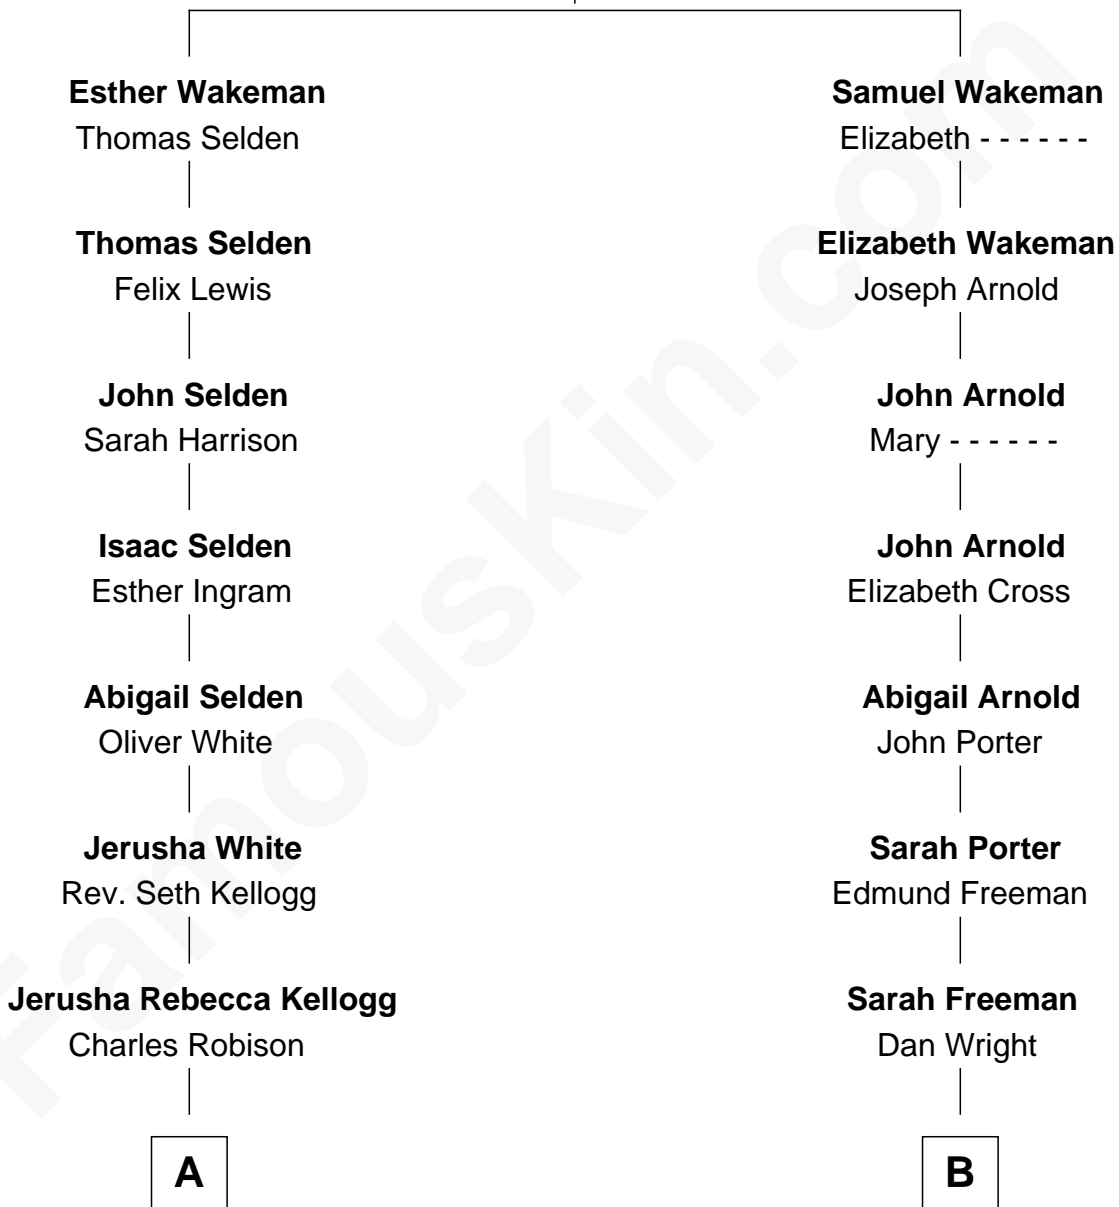 Esther Wakeman
Thomas Selden
Thomas Selden
Felix Lewis
John Selden
Sarah Harrison
Isaac Selden
Esther Ingram
Abigail Selden
Oliver White
Jerusha White
Rev. Seth Kellogg
Jerusha Rebecca Kellogg
Charles Robison
A
Samuel Wakeman
Elizabeth - - - - - -
Elizabeth Wakeman
Joseph Arnold
John Arnold
Mary - - - - - -
John Arnold
Elizabeth Cross
Abigail Arnold
John Porter
Sarah Porter
Edmund Freeman
Sarah Freeman
Dan Wright
B
FamousKin.com